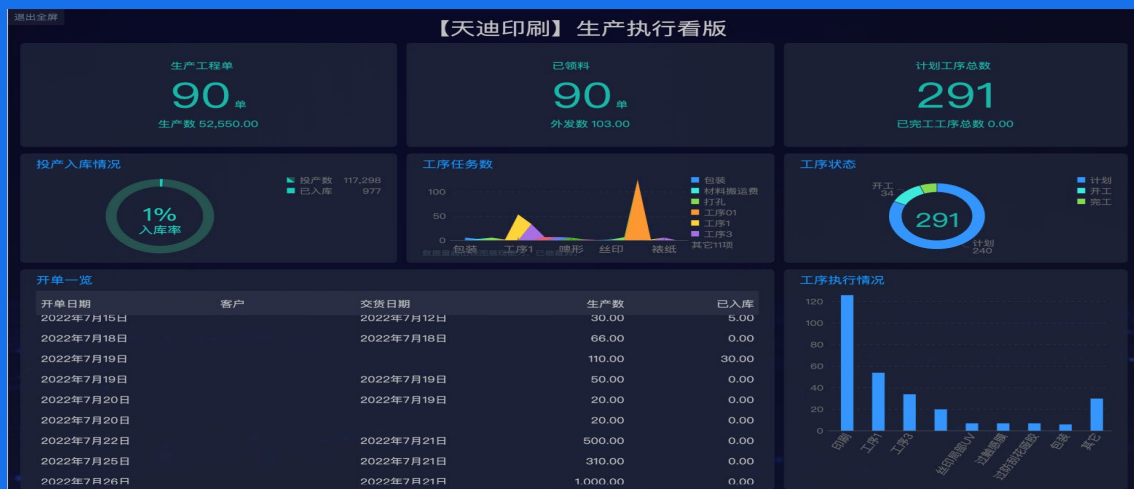 退出全屏
【天迪印刷】生产执行看版
生产工程单
90 单
生产数 52,550.00
已领料
90 单
外发数 103.00
计划工序总数
291
已完工工序总数 0.00
投产入库情况
投产数 117,298
已入库 977
1%
入库率
工序任务数
100
50
0
包装 工序1 啤形 丝印 裱纸
包装
材料搬运费
打孔
工序01
工序1
工序3
其它11项
工序状态
开工
34
291
计划
240
计划
开工
完工
开单一览
开单日期 客户 交货日期 生产数 已入库
2022年7月15日 2022年7月12日 30.00 5.00
2022年7月18日 2022年7月18日 66.00 0.00
2022年7月19日 110.00 30.00
2022年7月19日 2022年7月19日 50.00 0.00
2022年7月20日 2022年7月19日 20.00 0.00
2022年7月20日 20.00 0.00
2022年7月22日 2022年7月21日 500.00 0.00
2022年7月25日 2022年7月21日 310.00 0.00
2022年7月26日 2022年7月21日 1,000.00 0.00
工序执行情况
120
100
80
60
40
20
0
印刷 工序1 工序3 丝印局部UV 过触感膜 过防刮花哑胶 包装 其它